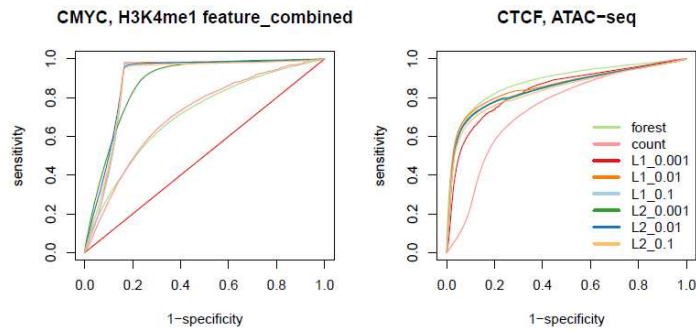 CMYC, H3K4me1 feature_combined
sensitivity
1.0
0.8
0.6
0.4
0.2
0.0
0.0 0.2 0.4 0.6 0.8 1.0
1−specificity
CTCF, ATAC−seq
sensitivity
1.0
0.8
0.6
0.4
0.2
0.0
forest
count
L1_0.001
L1_0.01
L1_0.1
L2_0.001
L2_0.01
L2_0.1
0.0 0.2 0.4 0.6 0.8 1.0
1−specificity